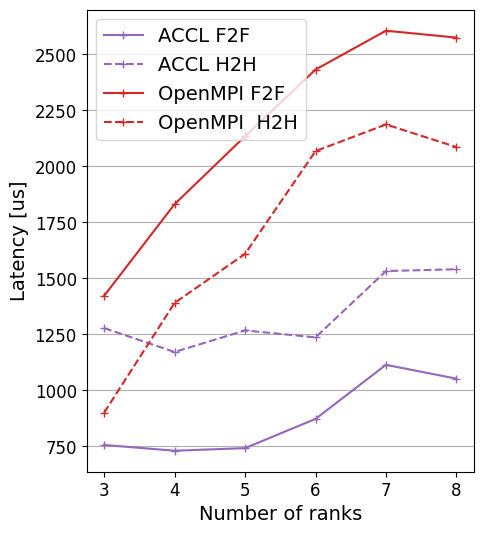 ACCL F2F
ACCL H2H
OpenMPI F2F
OpenMPI  H2H
2500
2250
2000
1750
1500
1250
1000
750
Latency [us]
3 4 5 6 7 8
Number of ranks